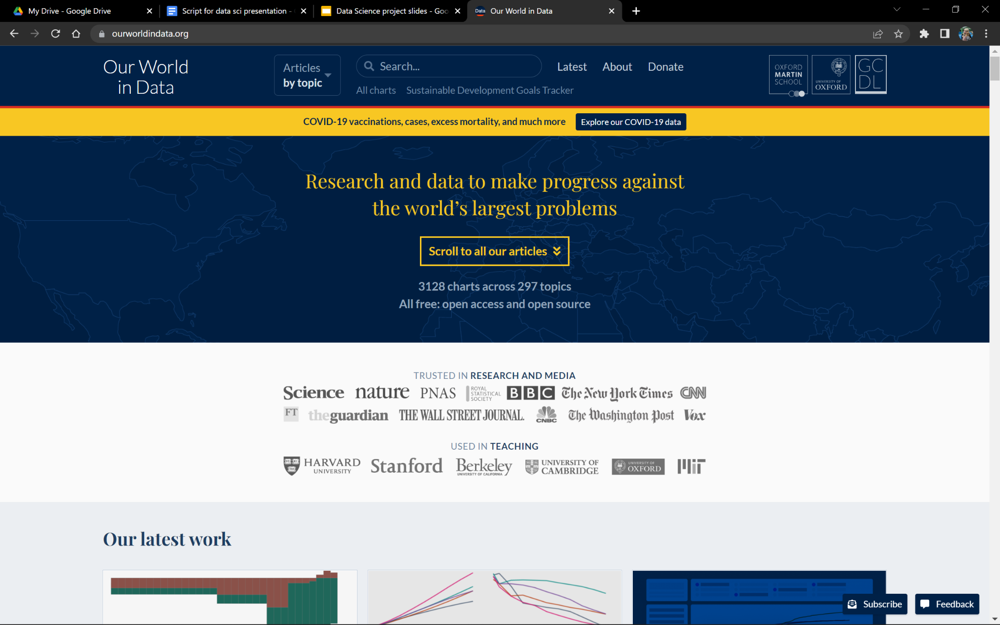 My Drive - Google Drive
Script for data sci presentation -
Data Science project slides - Goo
Data
Our World in Data
ourworldindata.org
Our World
in Data
Articles
by topic
Search...
Latest
About
Donate
All charts
Sustainable Development Goals Tracker
OXFORD
MARTIN
SCHOOL
UNIVERSITY OF
OXFORD
GC
DL
COVID-19 vaccinations, cases, excess mortality, and much more
Explore our COVID-19 data
Research and data to make progress against
the world’s largest problems
Scroll to all our articles
3128 charts across 297 topics
All free: open access and open source
TRUSTED IN RESEARCH AND MEDIA
Science nature PNAS ROYAL STATISTICAL SOCIETY BBC The New York Times CNN
FT theguardian THE WALL STREET JOURNAL. CNBC The Washington Post Vox
USED IN TEACHING
HARVARD UNIVERSITY Stanford Berkeley UNIVERSITY OF CALIFORNIA UNIVERSITY OF CAMBRIDGE UNIVERSITY OF OXFORD MIT
Our latest work
Subscribe
Feedback